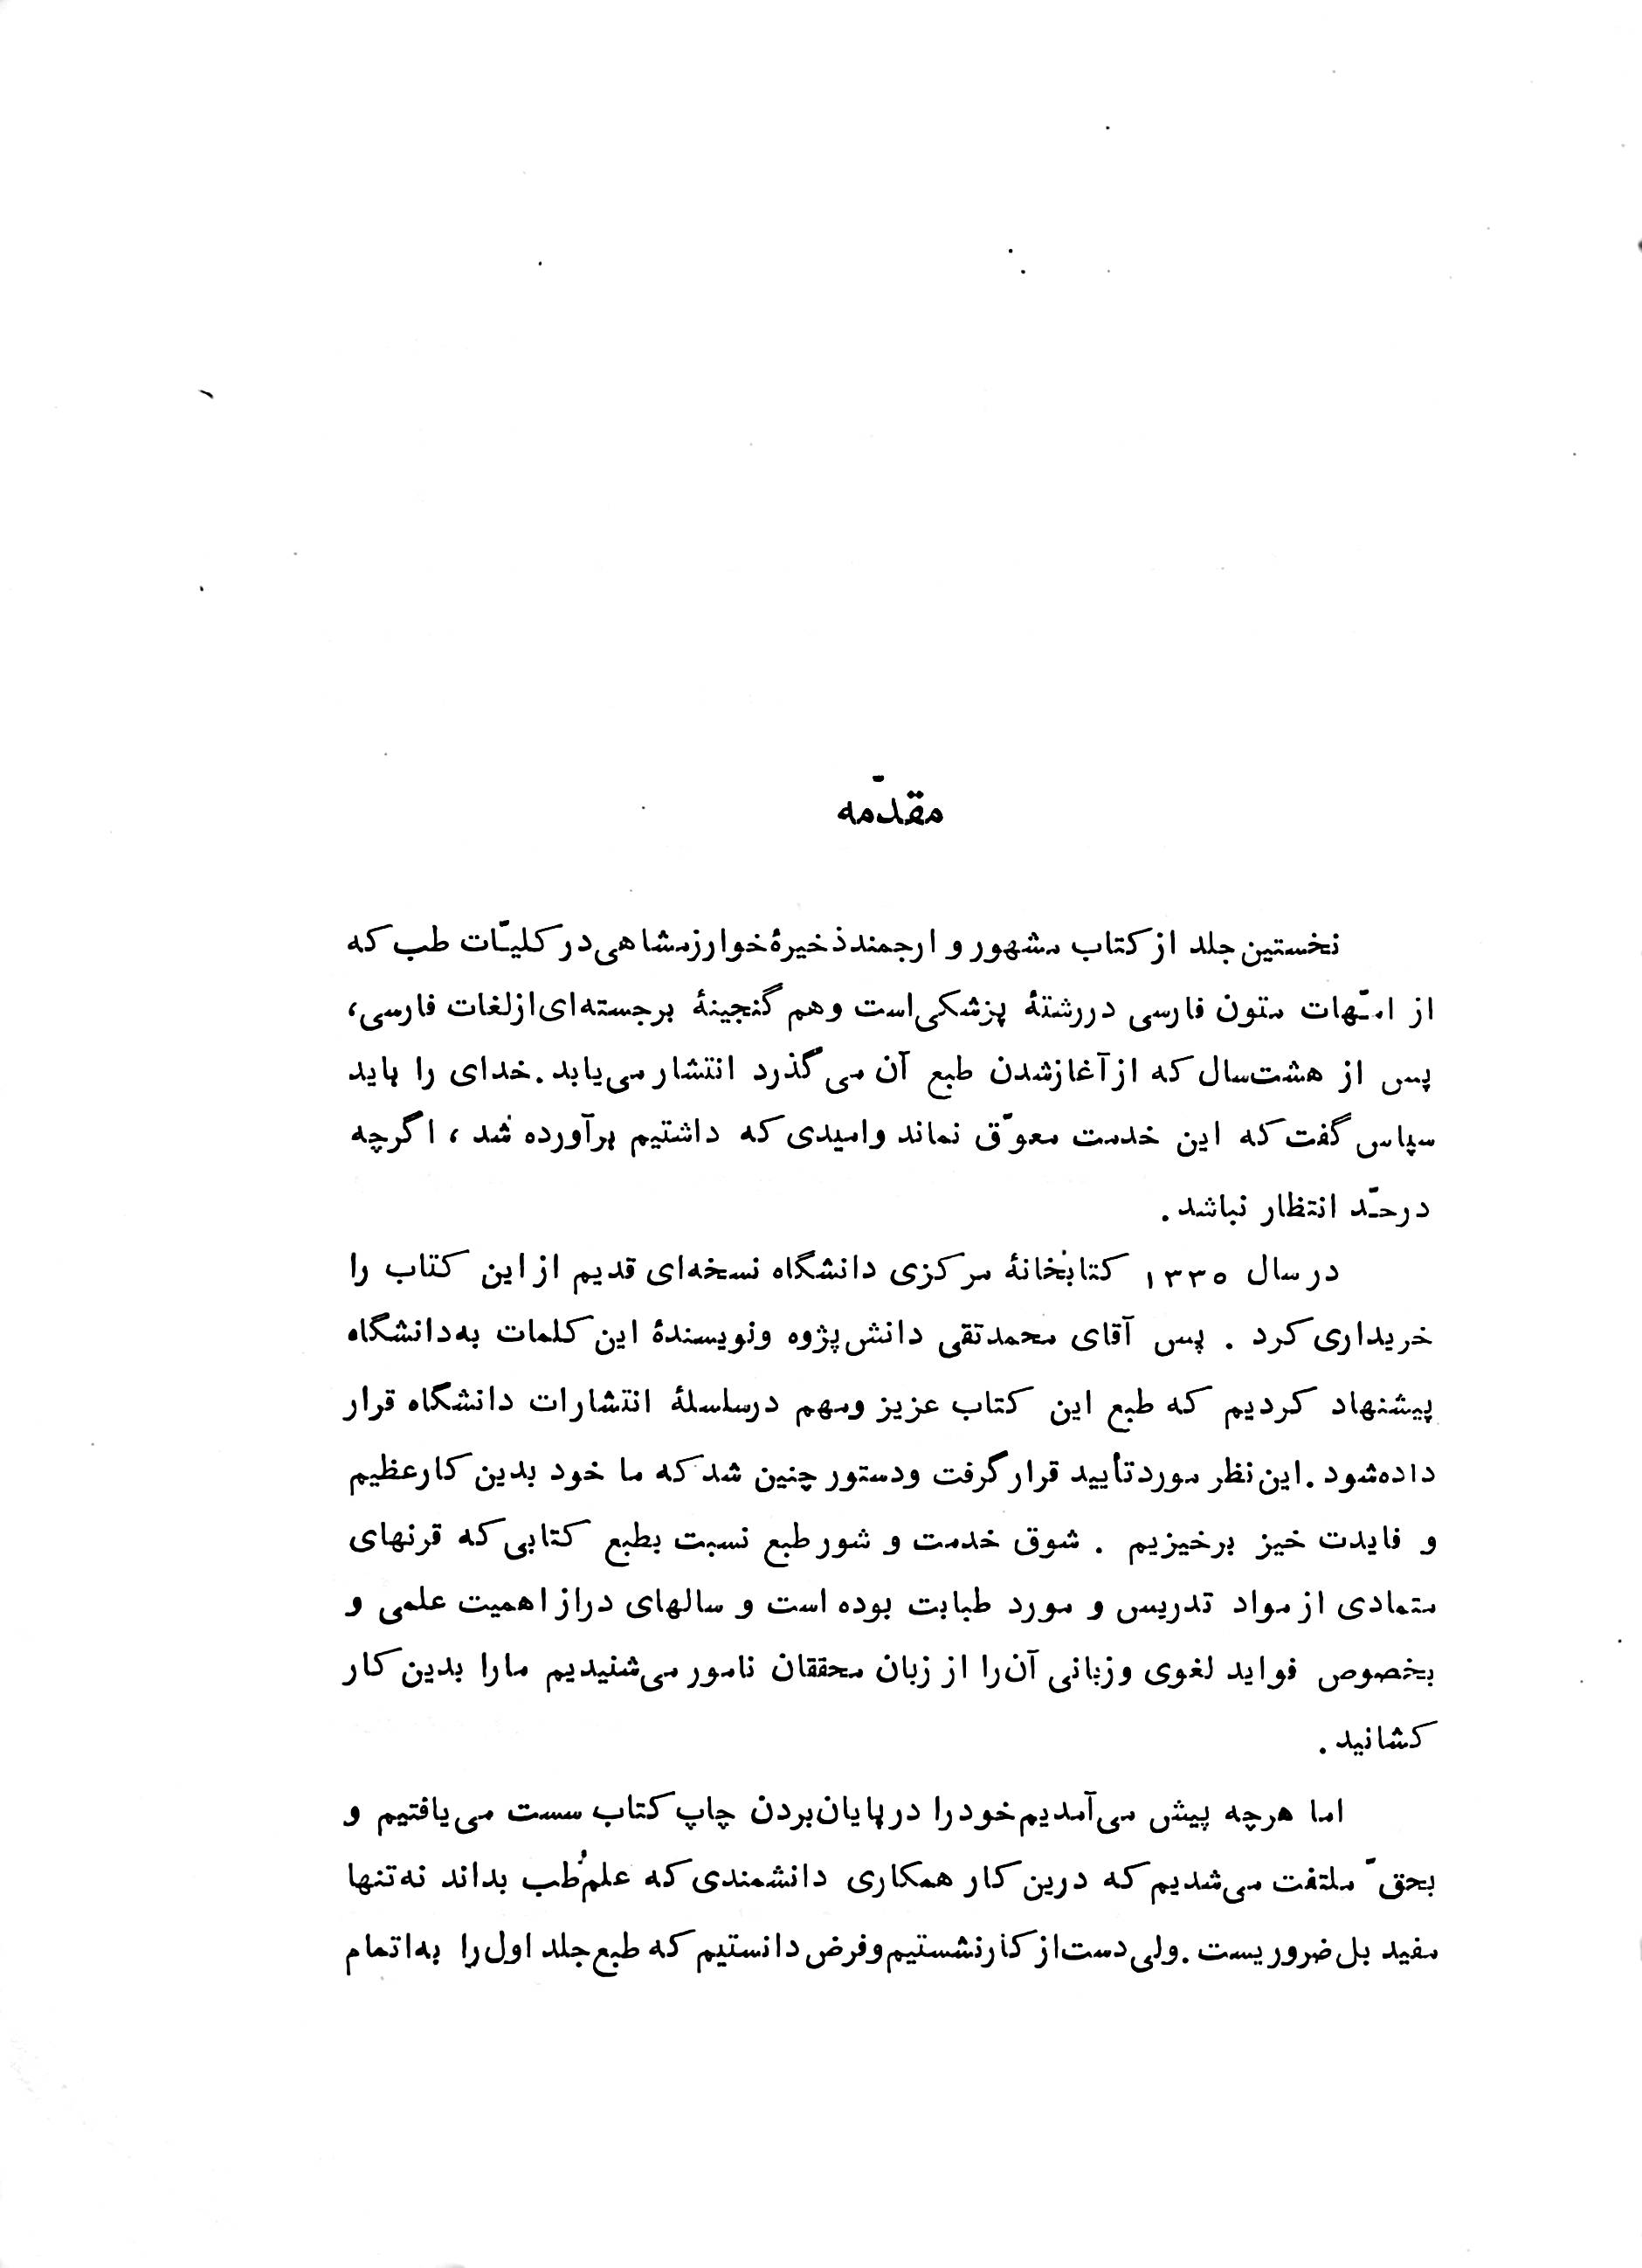 مقدّمه
نخستین جلد از کتاب مشهور و ارجمند ذخیرهٔ خوارزمشاهی در کلیّات طب که
از امّهات متون فارسی در رشتهٔ پزشکی است و هم گنجینهٔ برجسته‌ای از لغات فارسی،
پس از هشت‌سال که از آغاز شدن طبع آن می‌گذرد انتشار می‌یابد. خدای را باید
سپاس گفت که این خدمت معوّق نماند و امیدی که داشتیم برآورده شد، اگرچه
در حدّ انتظار نباشد.
در سال ۱۳۳۵ کتابخانهٔ مرکزی دانشگاه نسخه‌ای قدیم از این کتاب را
خریداری کرد. پس آقای محمدتقی دانش‌پژوه و نویسندهٔ این کلمات به دانشگاه
پیشنهاد کردیم که طبع این کتاب عزیز و مهم در سلسلهٔ انتشارات دانشگاه قرار
داده‌شود. این نظر مورد تأیید قرار گرفت و دستور چنین شد که ما خود بدین کار عظیم
و فایدت خیز برخیزیم. شوق خدمت و شور طبع نسبت بطبع کتابی که قرنهای
متمادی از مواد تدریس و مورد طبابت بوده است و سالهای دراز اهمیت علمی و
بخصوص فواید لغوی و زبانی آن‌را از زبان محققان نامور می‌شنیدیم ما را بدین کار
کشانید.
اما هرچه پیش می‌آمدیم خود را در پایان‌بردن چاپ کتاب سست می‌یافتیم و
بحقّ ملتفت می‌شدیم که درین کار همکاری دانشمندی که علم طب بداند نه تنها
مفید بل ضروریست. ولی دست از کار نشستیم و فرض دانستیم که طبع جلد اول را به اتمام